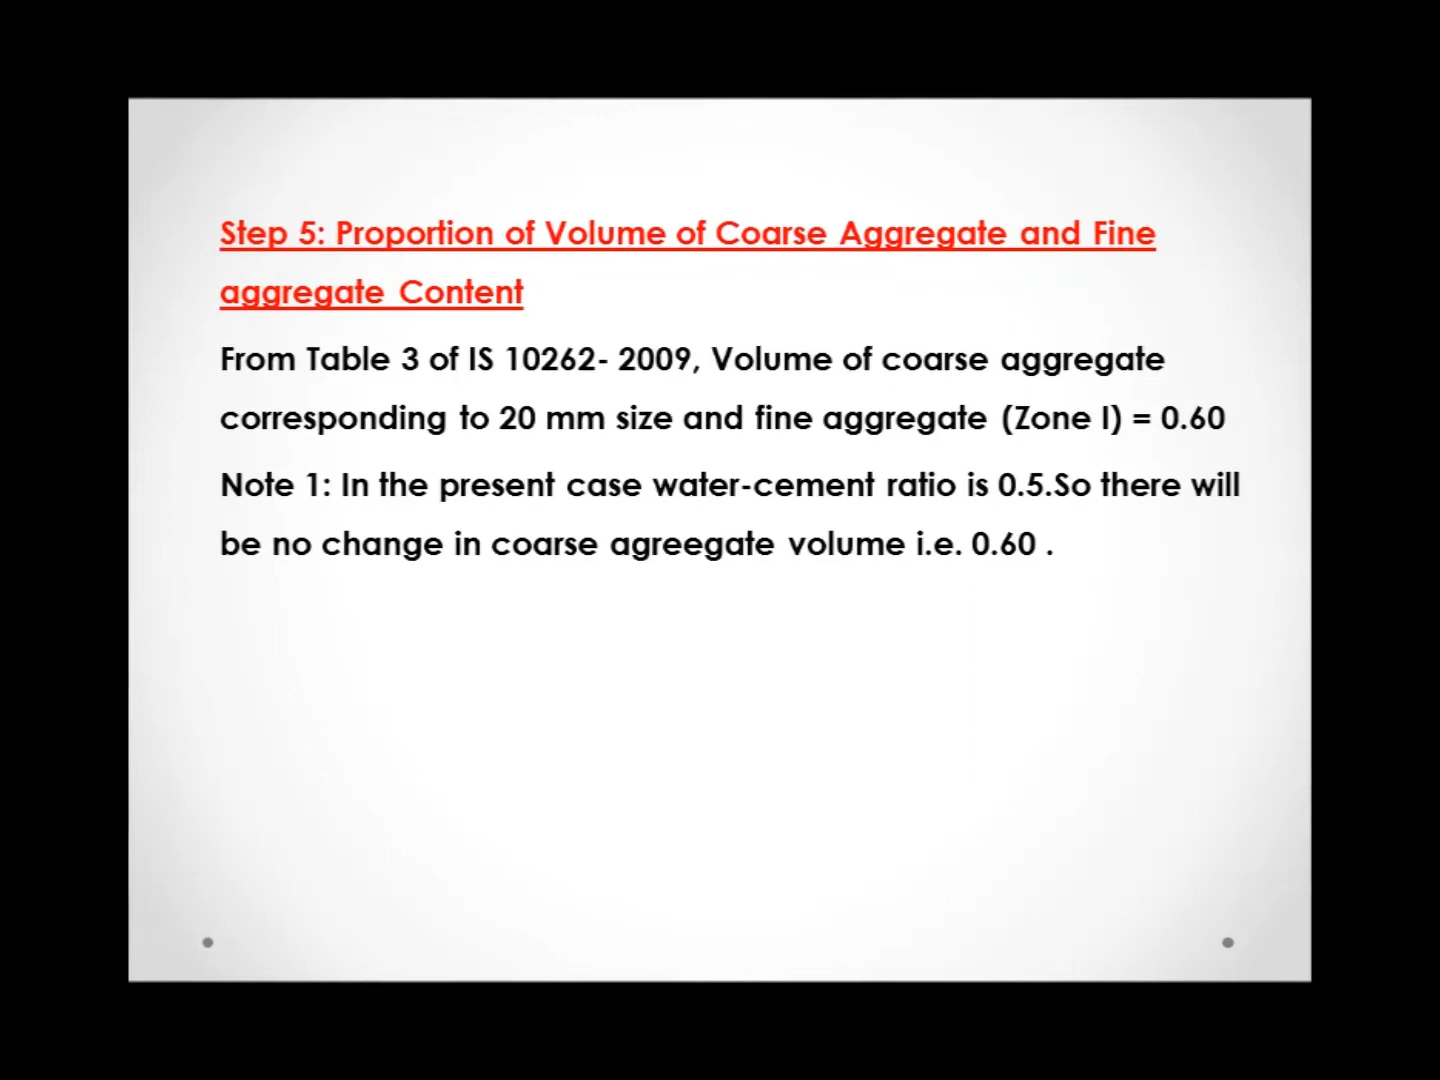 Step 5: Proportion of Volume of Coarse Aggregate and Fine
aggregate Content
From Table 3 of IS 10262- 2009, Volume of coarse aggregate
corresponding to 20 mm size and fine aggregate (Zone I) = 0.60
Note 1: In the present case water-cement ratio is 0.5.So there will
be no change in coarse agreegate volume i.e. 0.60 .